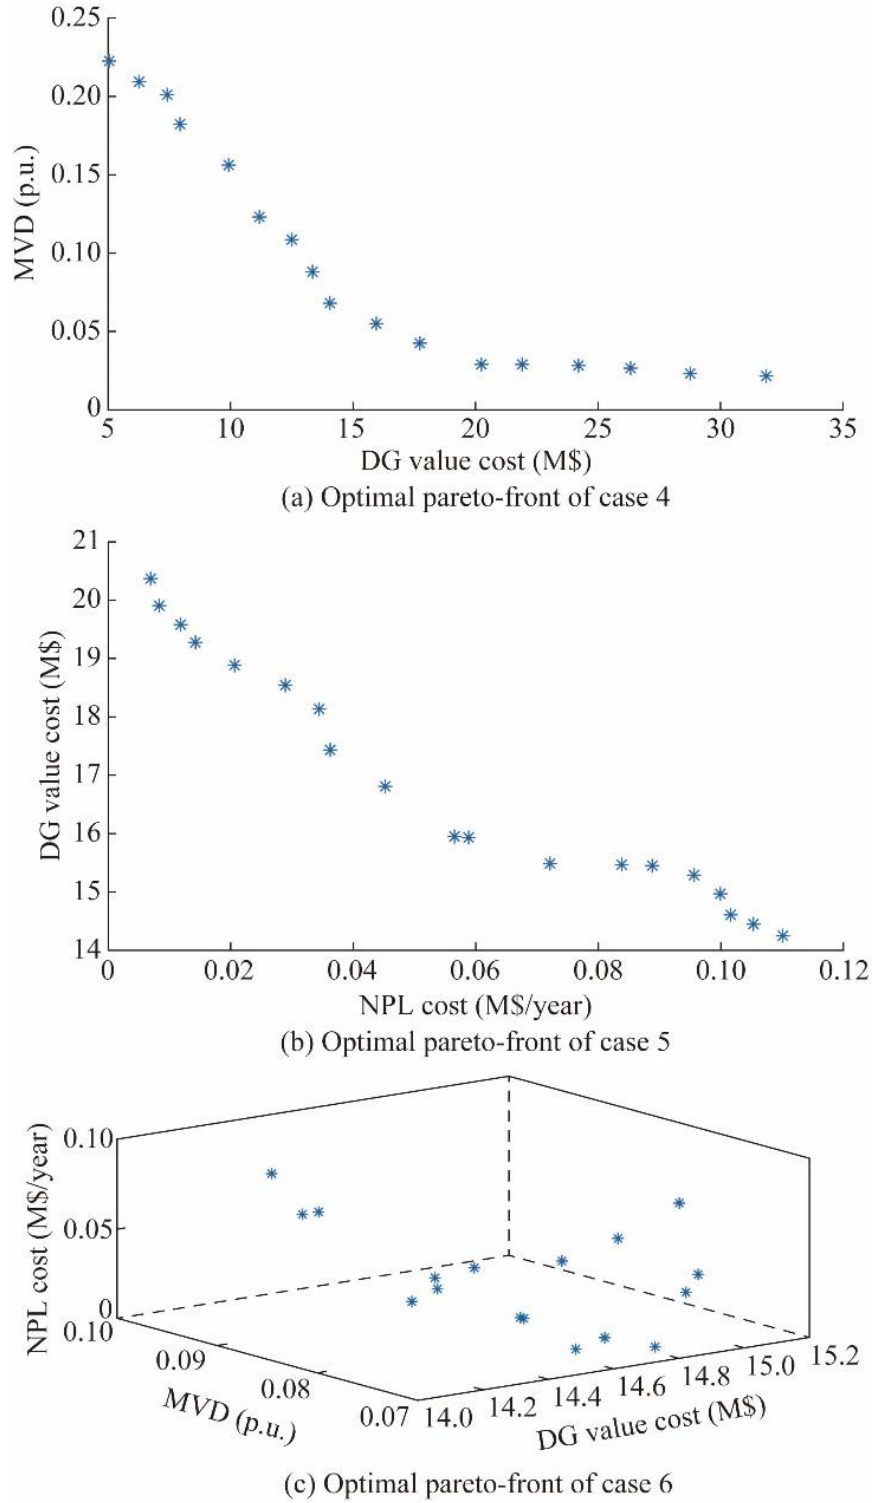 0.25
0.20
0.15
0.10
0.05
0
MVD (p.u.)
5 10 15 20 25 30 35
DG value cost (M$)
(a) Optimal pareto-front of case 4
21
20
19
18
17
16
15
14
DG value cost (M$)
0 0.02 0.04 0.06 0.08 0.10 0.12
NPL cost (M$/year)
(b) Optimal pareto-front of case 5
0.10
0.05
0
NPL cost (M$/year)
0.10
0.09
0.08
0.07
MVD (p.u.)
14.0 14.2 14.4 14.6 14.8 15.0 15.2
DG value cost (M$)
(c) Optimal pareto-front of case 6